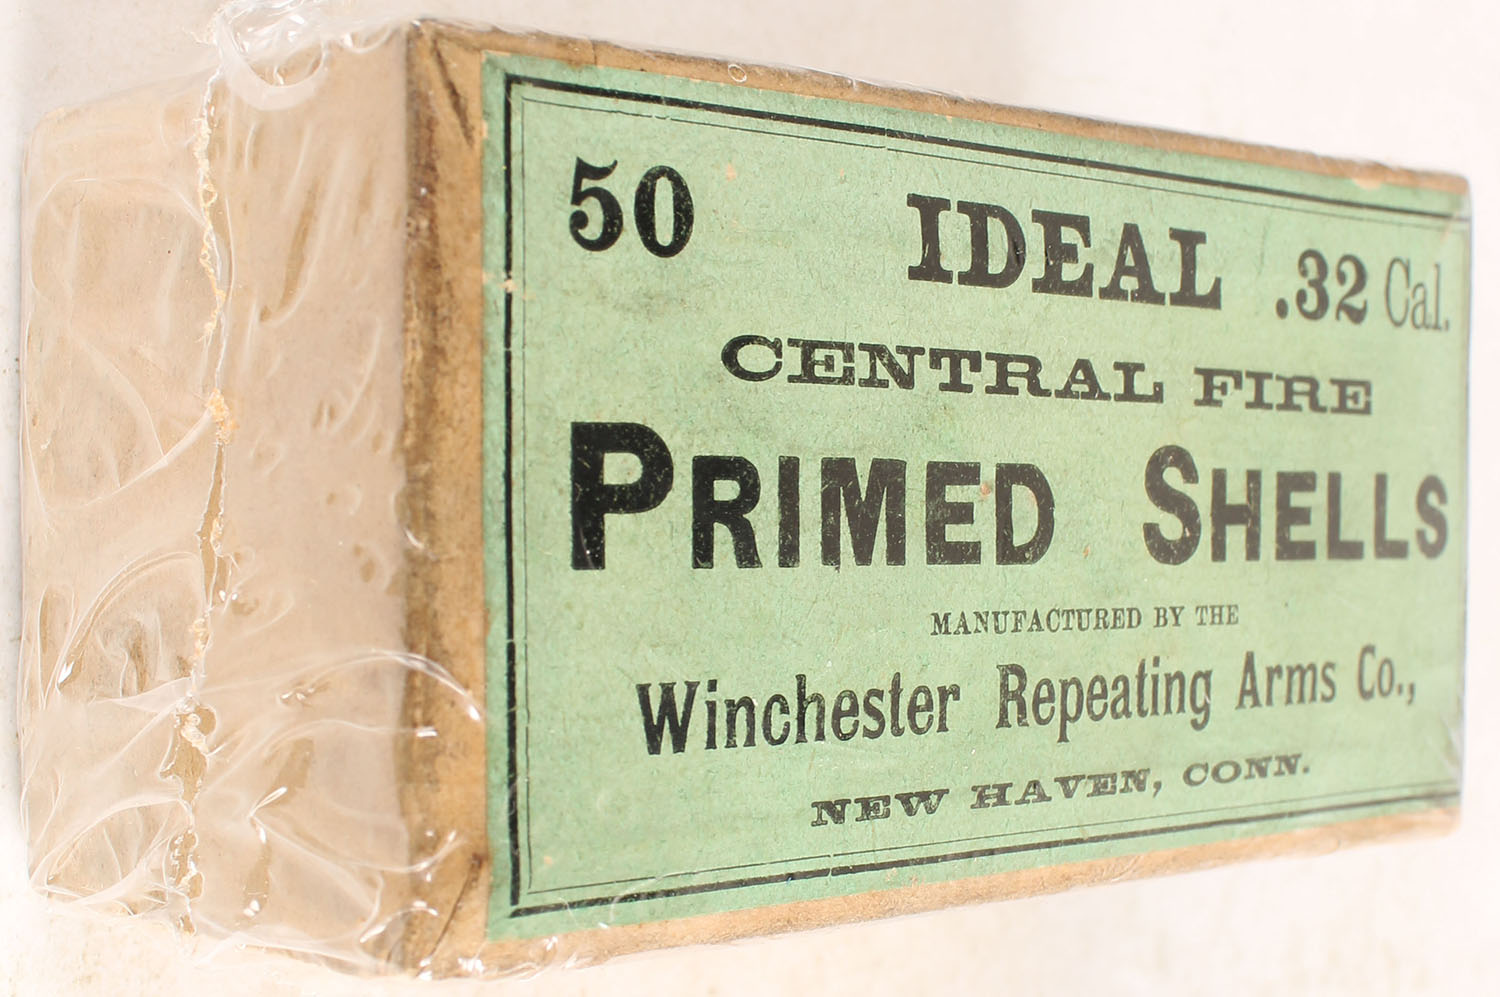 50 IDEAL .32 Cal.
CENTRAL FIRE
PRIMED SHELLS
MANUFACTURED BY THE
Winchester Repeating Arms Co.,
NEW HAVEN, CONN.